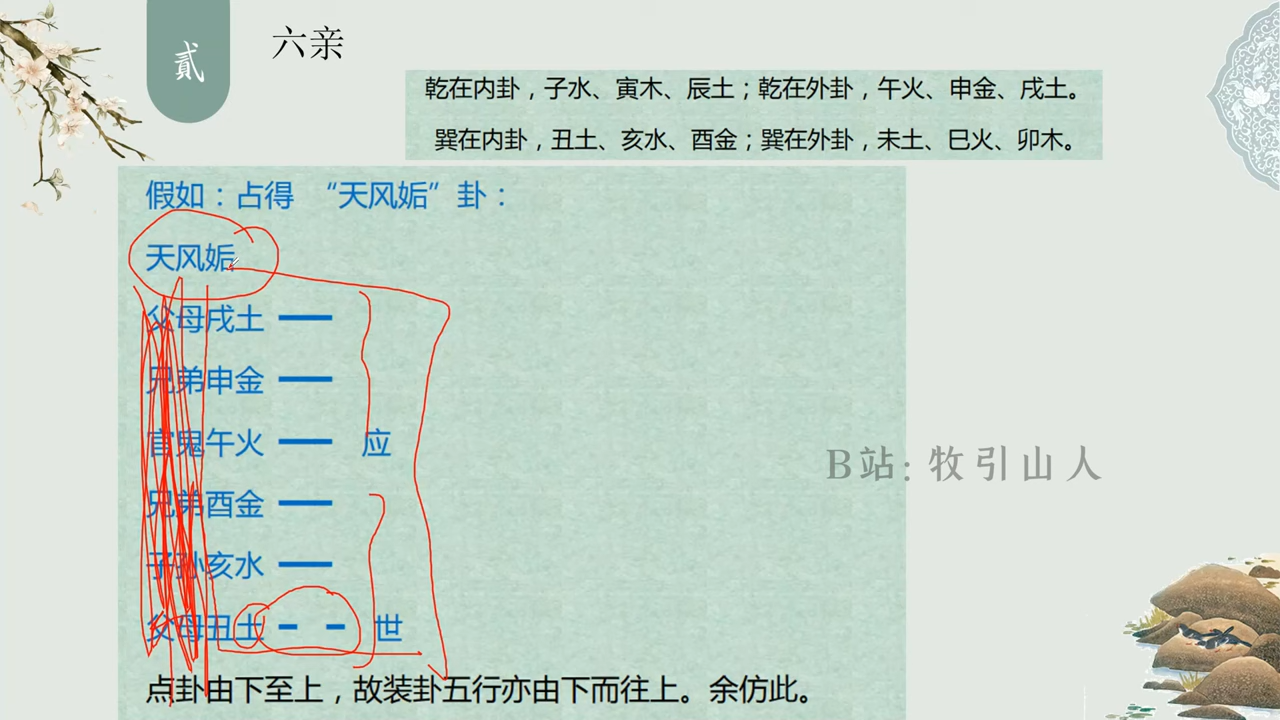 貳
六亲
乾在内卦，子水、寅木、辰土；乾在外卦，午火、申金、戌土。
巽在内卦，丑土、亥水、酉金；巽在外卦，未土、巳火、卯木。
假如：占得 “天风姤” 卦：
天风姤
父母戌土
兄弟申金
官鬼午火 应
兄弟酉金
子孙亥水
父母丑土 世
点卦由下至上，故装卦五行亦由下而往上。余仿此。
B站: 牧引山人